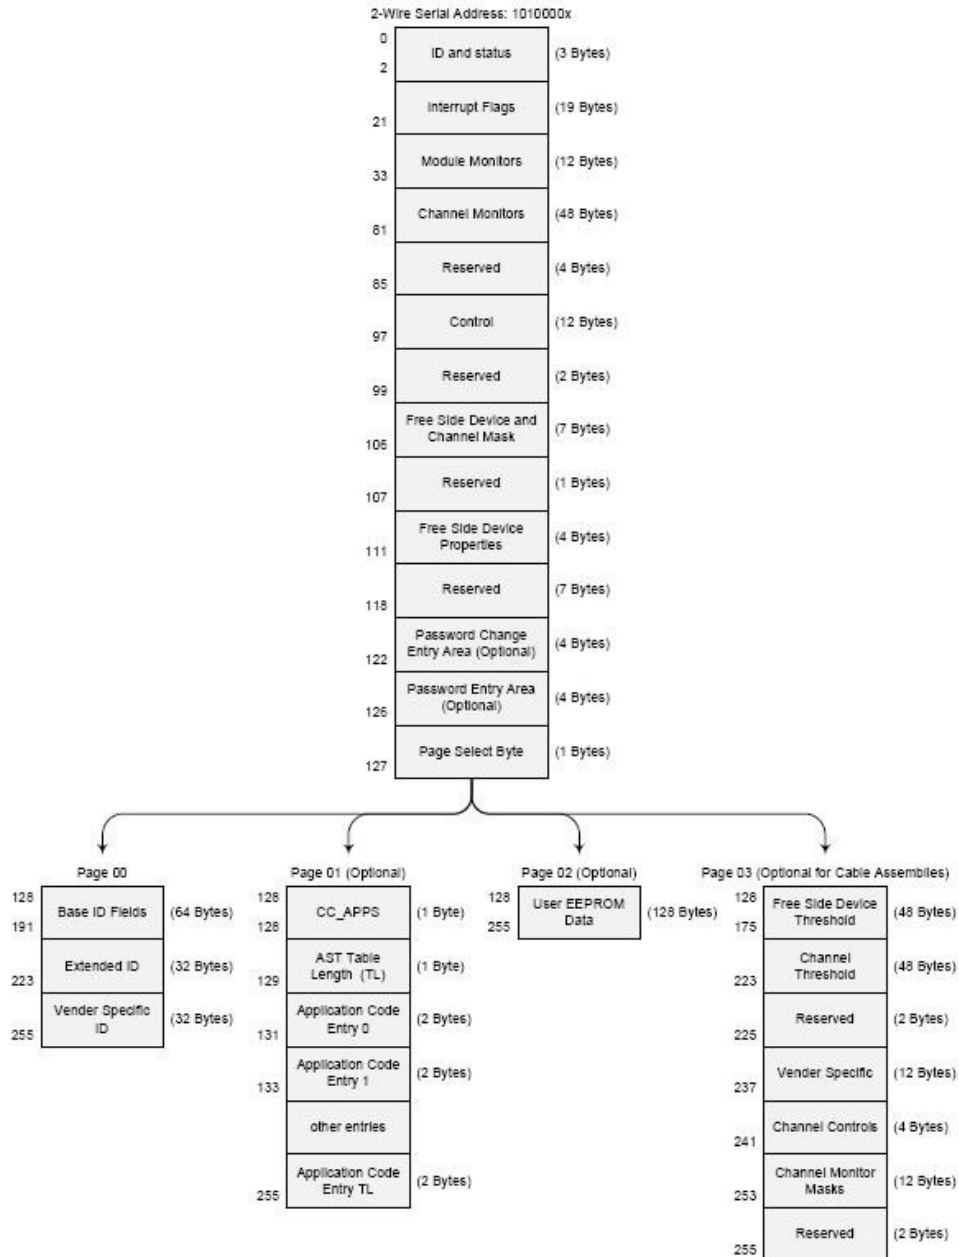 2-Wire Serial Address: 1010000x
0
ID and status (3 Bytes)
2
Interrupt Flags (19 Bytes)
21
Module Monitors (12 Bytes)
33
Channel Monitors (48 Bytes)
81
Reserved (4 Bytes)
85
Control (12 Bytes)
97
Reserved (2 Bytes)
99
Free Side Device and
Channel Mask (7 Bytes)
106
Reserved (1 Bytes)
107
Free Side Device
Properties (4 Bytes)
111
Reserved (7 Bytes)
118
Password Change
Entry Area (Optional) (4 Bytes)
122
Password Entry Area
(Optional) (4 Bytes)
126
Page Select Byte (1 Bytes)
127
Page 00
128
Base ID Fields (64 Bytes)
191
Extended ID (32 Bytes)
223
Vender Specific
ID (32 Bytes)
255
Page 01 (Optional)
128
CC_APPS (1 Byte)
128
AST Table
Length (TL) (1 Byte)
129
Application Code
Entry 0 (2 Bytes)
131
Application Code
Entry 1 (2 Bytes)
133
other entries
Application Code
Entry TL (2 Bytes)
255
Page 02 (Optional)
128
User EEPROM
Data (128 Bytes)
255
Page 03 (Optional for Cable Assemblies)
128
Free Side Device
Threshold (48 Bytes)
175
Channel
Threshold (48 Bytes)
223
Reserved (2 Bytes)
225
Vender Specific (12 Bytes)
237
Channel Controls (4 Bytes)
241
Channel Monitor
Masks (12 Bytes)
253
Reserved (2 Bytes)
255